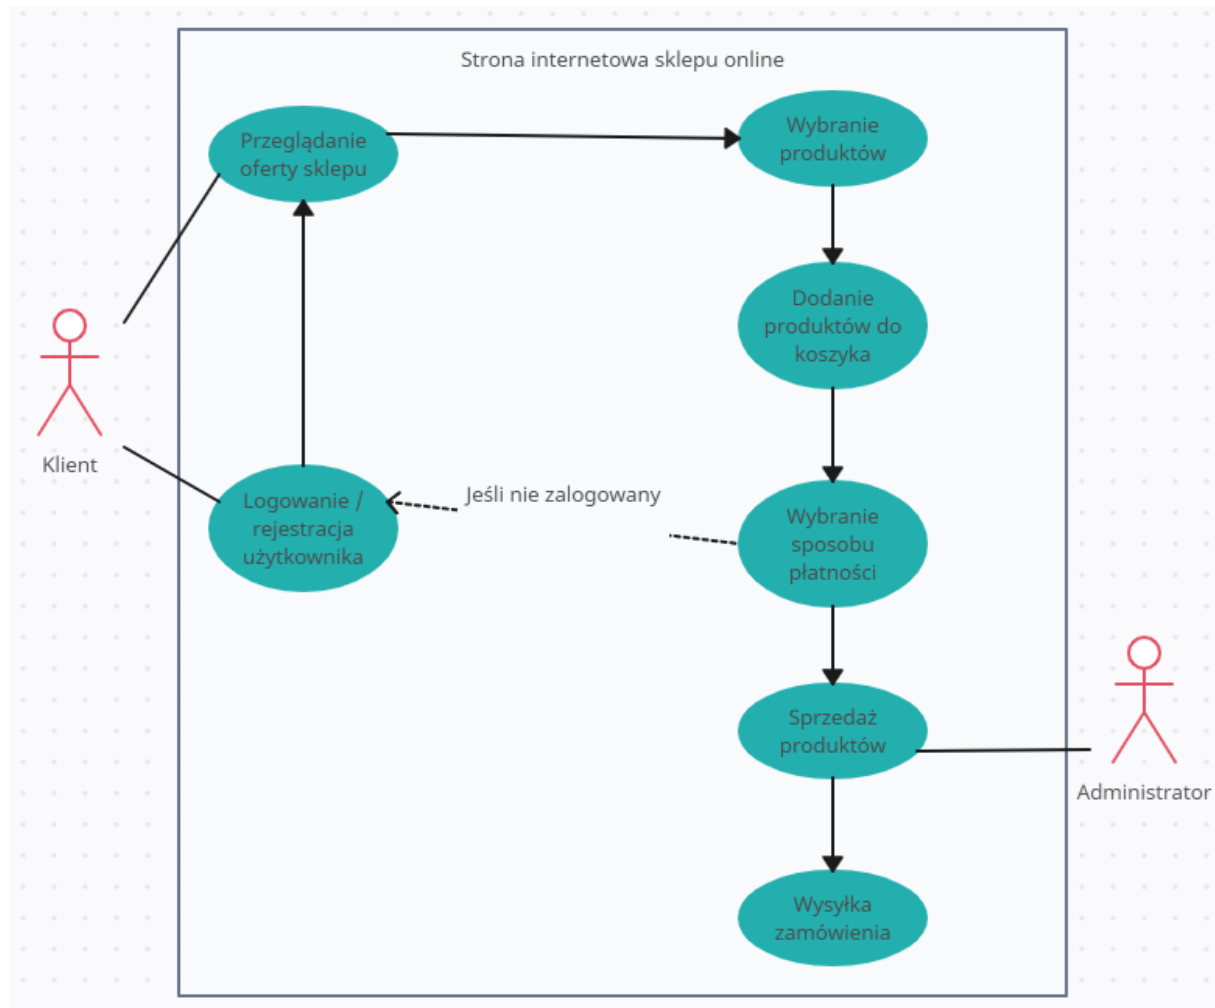 Strona internetowa sklepu online
Przeglądanie
oferty sklepu
Wybranie
produktów
Dodanie
produktów do
koszyka
Klient
Logowanie /
rejestracja
użytkownika
Jeśli nie zalogowany
Wybranie
sposobu
płatności
Sprzedaż
produktów
Administrator
Wysyłka
zamówienia